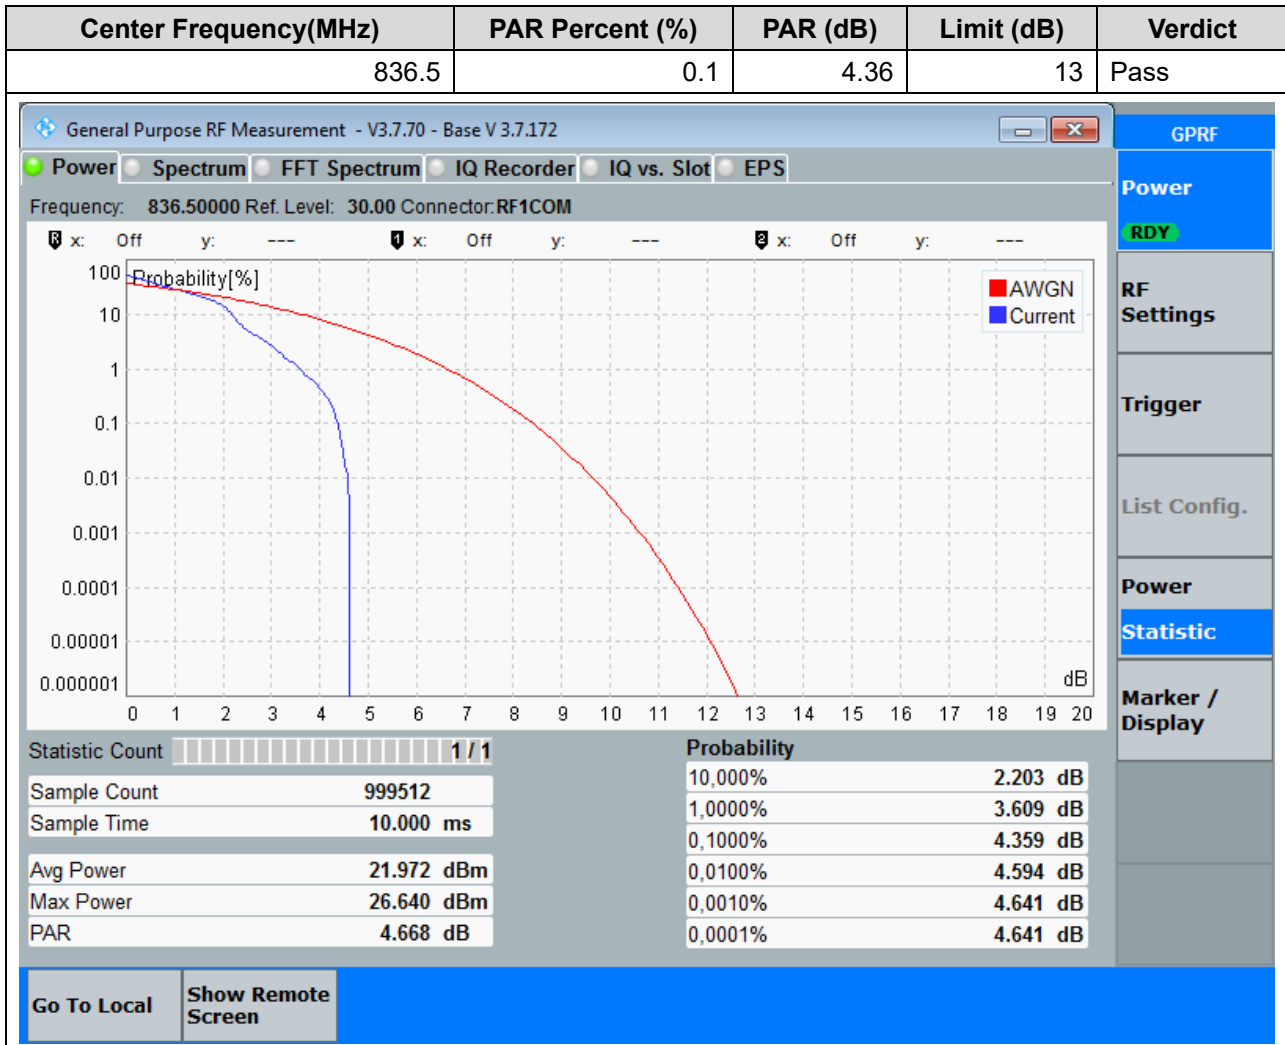 Center Frequency(MHz) PAR Percent (%) PAR (dB) Limit (dB) Verdict
836.5 0.1 4.36 13 Pass
General Purpose RF Measurement - V3.7.70 - Base V 3.7.172
GPRF
Power Spectrum FFT Spectrum IQ Recorder IQ vs. Slot EPS
Power
RDY
Frequency: 836.50000 Ref. Level: 30.00 Connector:RF1COM
R x: Off y: --- 1 x: Off y: --- 2 x: Off y: ---
Probability[%]
AWGN
Current
100
10
1
0.1
0.01
0.001
0.0001
0.00001
0.000001
dB
0 1 2 3 4 5 6 7 8 9 10 11 12 13 14 15 16 17 18 19 20
RF
Settings
Trigger
List Config.
Power
Statistic
Marker /
Display
Statistic Count 1 / 1
Sample Count 999512
Sample Time 10.000 ms
Avg Power 21.972 dBm
Max Power 26.640 dBm
PAR 4.668 dB
Probability
10,000% 2.203 dB
1,0000% 3.609 dB
0,1000% 4.359 dB
0,0100% 4.594 dB
0,0010% 4.641 dB
0,0001% 4.641 dB
Go To Local
Show Remote
Screen